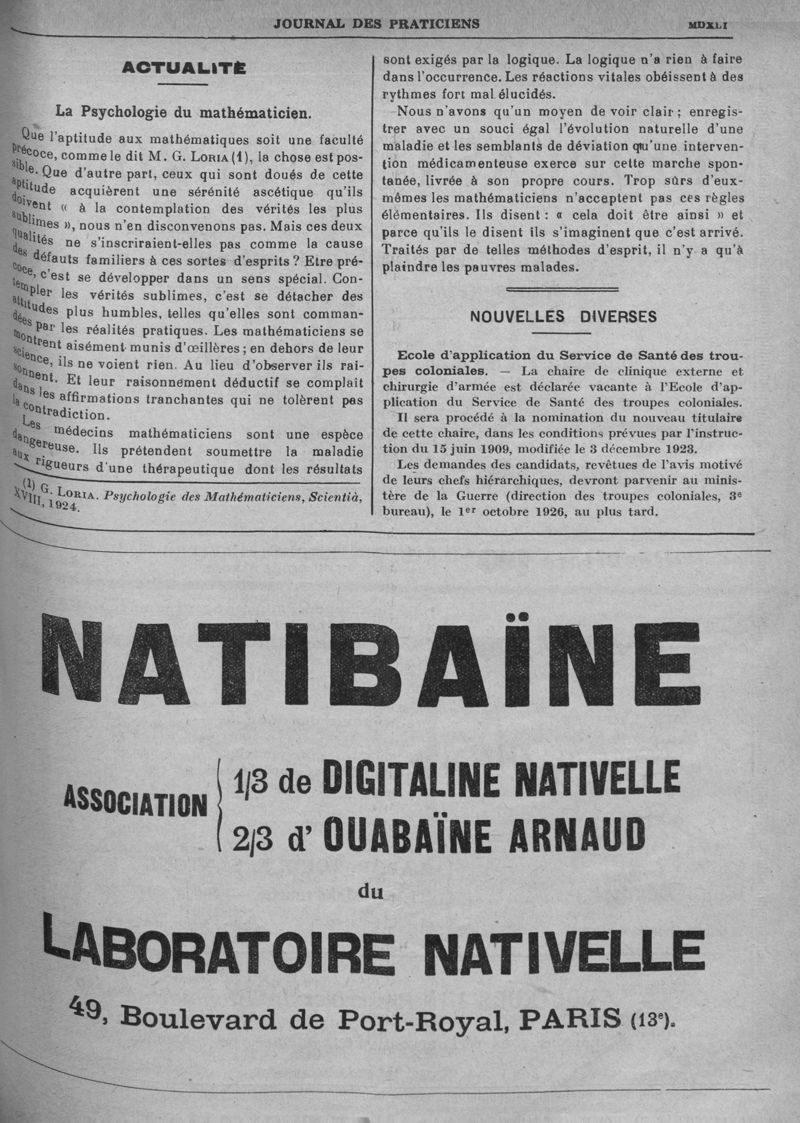 JOURNAL DES PRATICIENS
MDXLI
ACTUALITÉ
La Psychologie du mathématicien.
Que l'aptitude aux mathématiques soit une faculté
précoce, comme le dit M. G. LORIA (1), la chose est pos-
sible. Que d'autre part, ceux qui sont doués de cette
aptitude acquièrent une sérénité ascétique qu'ils
doivent « à la contemplation des vérités les plus
sublimes », nous n'en disconvenons pas. Mais ces deux
qualités ne s'inscriraient-elles pas comme la cause
des défauts familiers à ces sortes d'esprits ? Etre pré-
coce, c'est se développer dans un sens spécial. Con-
templer les vérités sublimes, c'est se détacher des
attitudes plus humbles, telles qu'elles sont comman-
dées par les réalités pratiques. Les mathématiciens se
montrent aisément munis d'œillères ; en dehors de leur
science, ils ne voient rien. Au lieu d'observer ils rai-
sonnent. Et leur raisonnement déductif se complait
dans les affirmations tranchantes qui ne tolèrent pas
la contradiction.
Les médecins mathématiciens sont une espèce
dangereuse. Ils prétendent soumettre la maladie
aux rigueurs d'une thérapeutique dont les résultats
(1) G. LORIA. Psychologie des Mathématiciens, Scientià,
XVIII, 1924.
sont exigés par la logique. La logique n'a rien à faire
dans l'occurrence. Les réactions vitales obéissent à des
rythmes fort mal élucidés.
Nous n'avons qu'un moyen de voir clair ; enregis-
trer avec un souci égal l'évolution naturelle d'une
maladie et les semblants de déviation qu'une interven-
tion médicamenteuse exerce sur cette marche spon-
tanée, livrée à son propre cours. Trop sûrs d'eux-
mêmes les mathématiciens n'acceptent pas ces règles
élémentaires. Ils disent : « cela doit être ainsi » et
parce qu'ils le disent ils s'imaginent que c'est arrivé.
Traités par de telles méthodes d'esprit, il n'y a qu'à
plaindre les pauvres malades.
NOUVELLES DIVERSES
Ecole d'application du Service de Santé des trou-
pes coloniales. — La chaire de clinique externe et
chirurgie d'armée est déclarée vacante à l'Ecole d'ap-
plication du Service de Santé des troupes coloniales.
Il sera procédé à la nomination du nouveau titulaire
de cette chaire, dans les conditions prévues par l'instruc-
tion du 15 juin 1909, modifiée le 3 décembre 1923.
Les demandes des candidats, revêtues de l'avis motivé
de leurs chefs hiérarchiques, devront parvenir au minis-
tère de la Guerre (direction des troupes coloniales, 3e
bureau), le 1er octobre 1926, au plus tard.
NATIBAÏNE
ASSOCIATION
1/3 de DIGITALINE NATIVELLE
2/3 d' OUABAÏNE ARNAUD
du
LABORATOIRE NATIVELLE
49, Boulevard de Port-Royal, PARIS (13e).